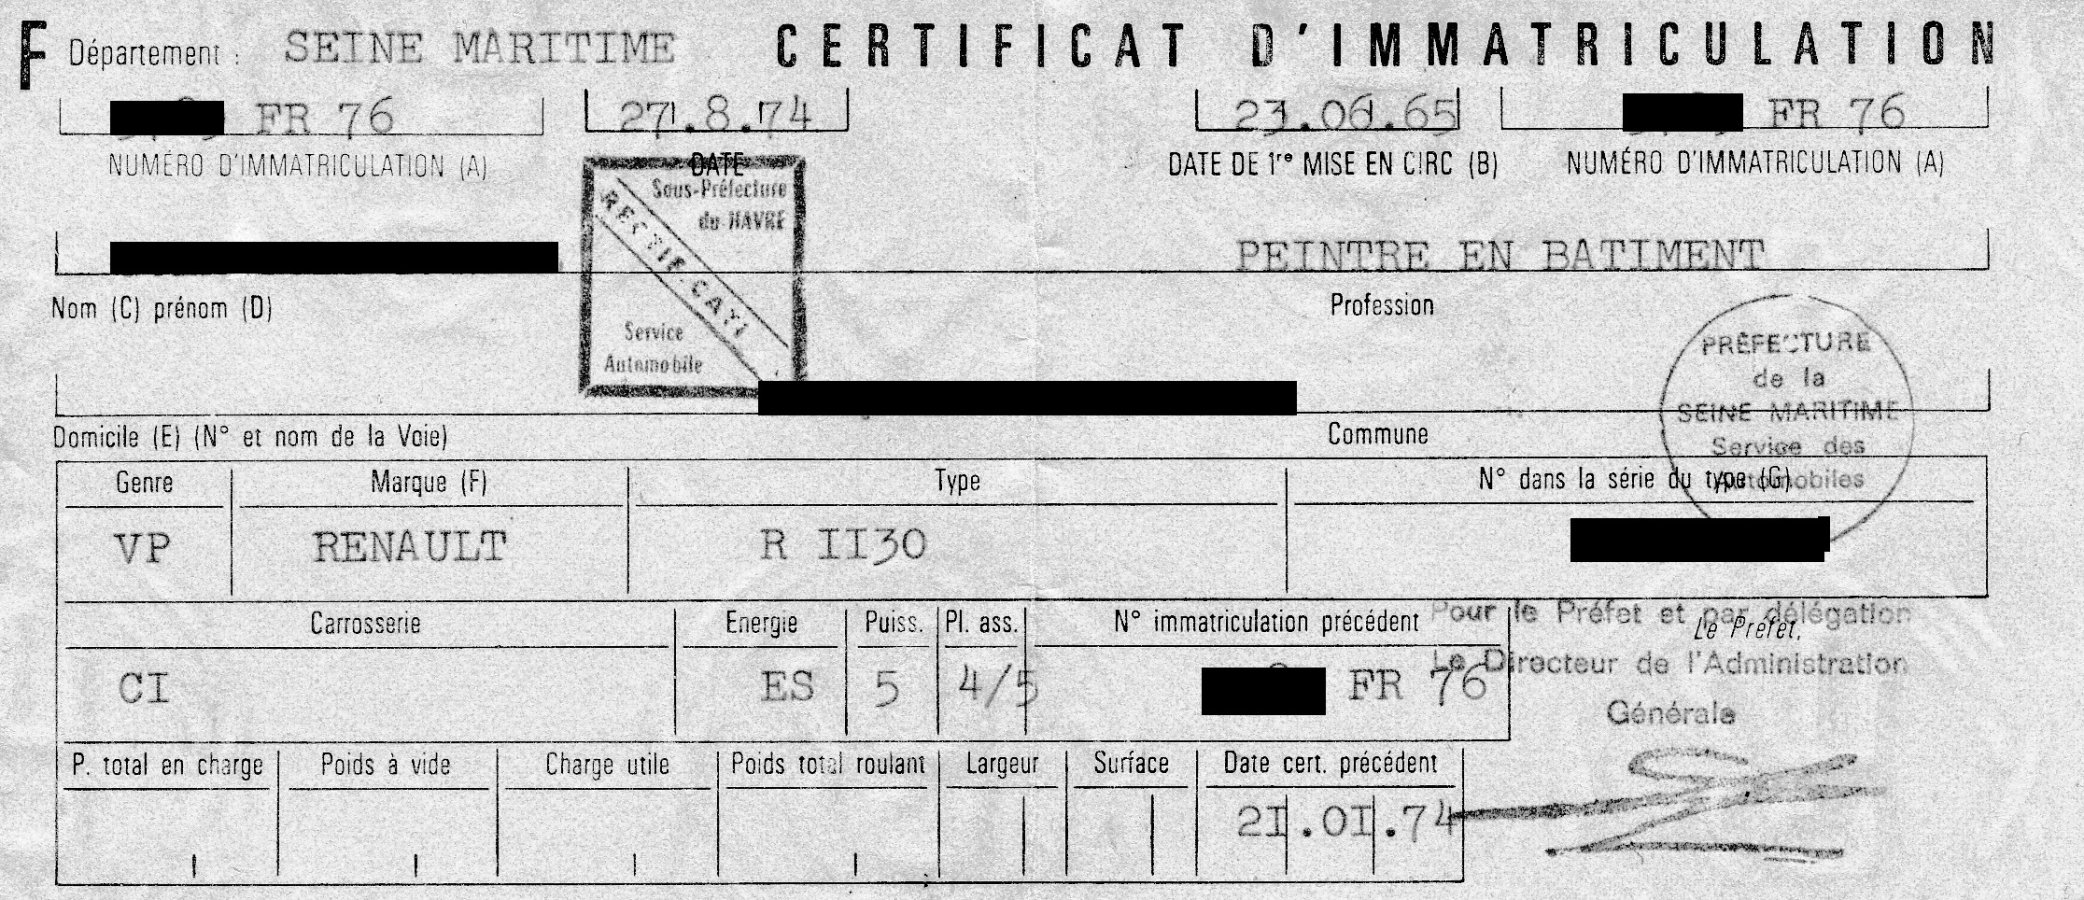 F Département : SEINE MARITIME CERTIFICAT D'IMMATRICULATION
FR 76 27.8.74 23.06.65 FR 76
NUMÉRO D'IMMATRICULATION (A) DATE DATE DE 1re MISE EN CIRC (B) NUMÉRO D'IMMATRICULATION (A)
Sous-Préfecture
du HAVRE
RECTIFICATI
Service
Automobile
PEINTRE EN BATIMENT
Nom (C) prénom (D) Profession
PRÉFECTURE
de la
SEINE MARITIME
Service des
Automobiles
Domicile (E) (N° et nom de la Voie) Commune
Genre Marque (F) Type N° dans la série du type (G)
VP RENAULT R II30
Carrosserie Energie Puiss. Pl. ass. N° immatriculation précédent
CI ES 5 4/5 FR 76
Pour le Préfet et par délégation
Le Préfet,
Le Directeur de l'Administration
Générale
P. total en charge Poids à vide Charge utile Poids total roulant Largeur Surface Date cert. précédent
2I.0I.74